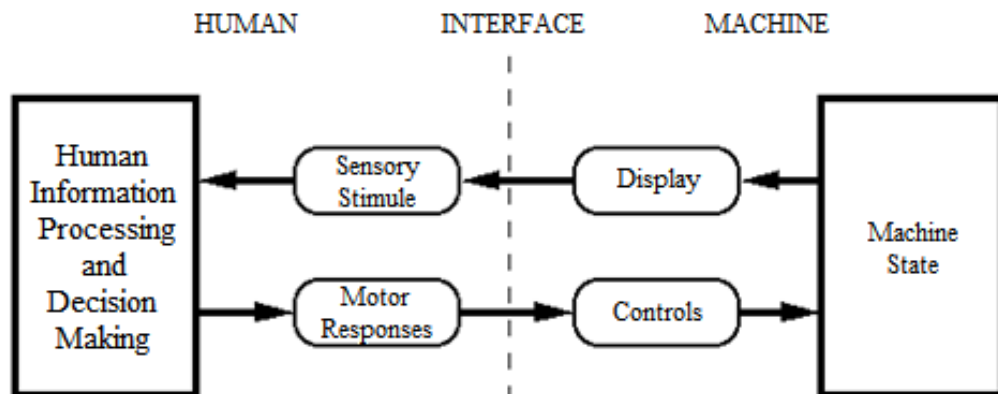 HUMAN INTERFACE MACHINE
Human
Information
Processing
and
Decision
Making
Sensory
Stimule
Display
Motor
Responses
Controls
Machine
State